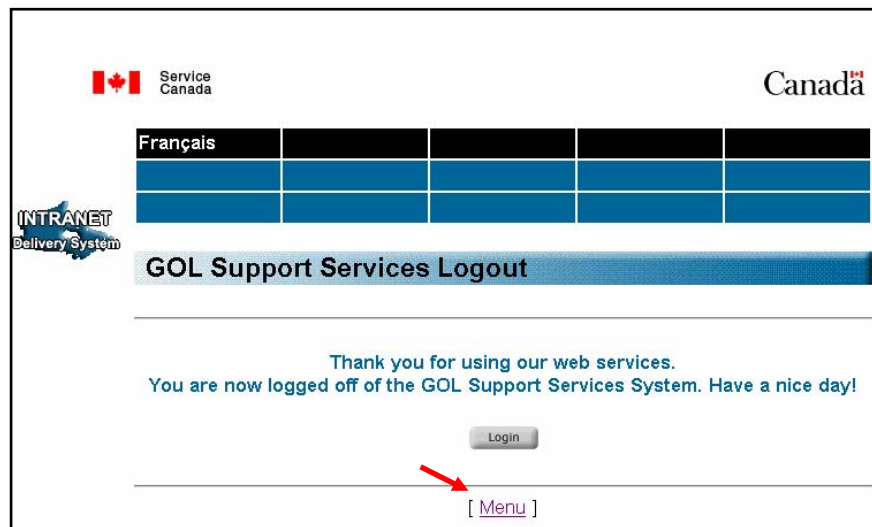 Service
Canada
Canada
Français
INTRANET
Delivery System
GOL Support Services Logout
Thank you for using our web services.
You are now logged off of the GOL Support Services System. Have a nice day!
Login
[ Menu ]